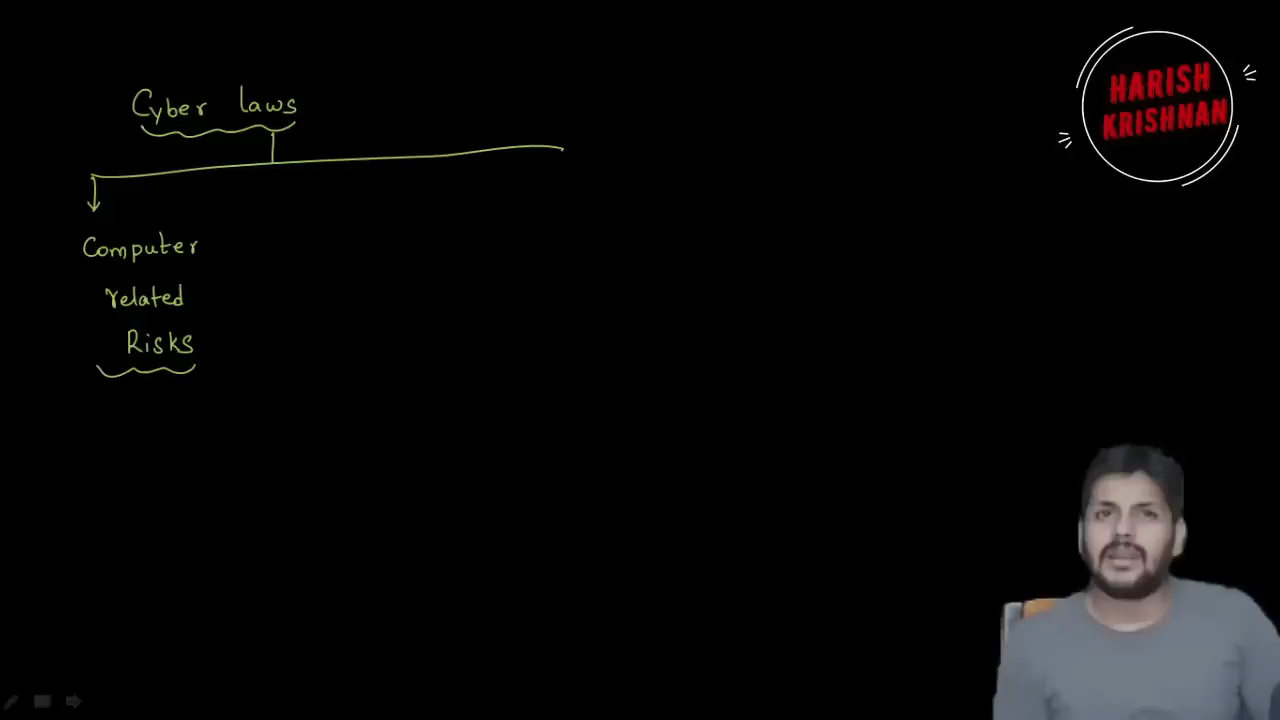 Cyber laws
Computer
related
Risks
HARISH
KRISHNAN